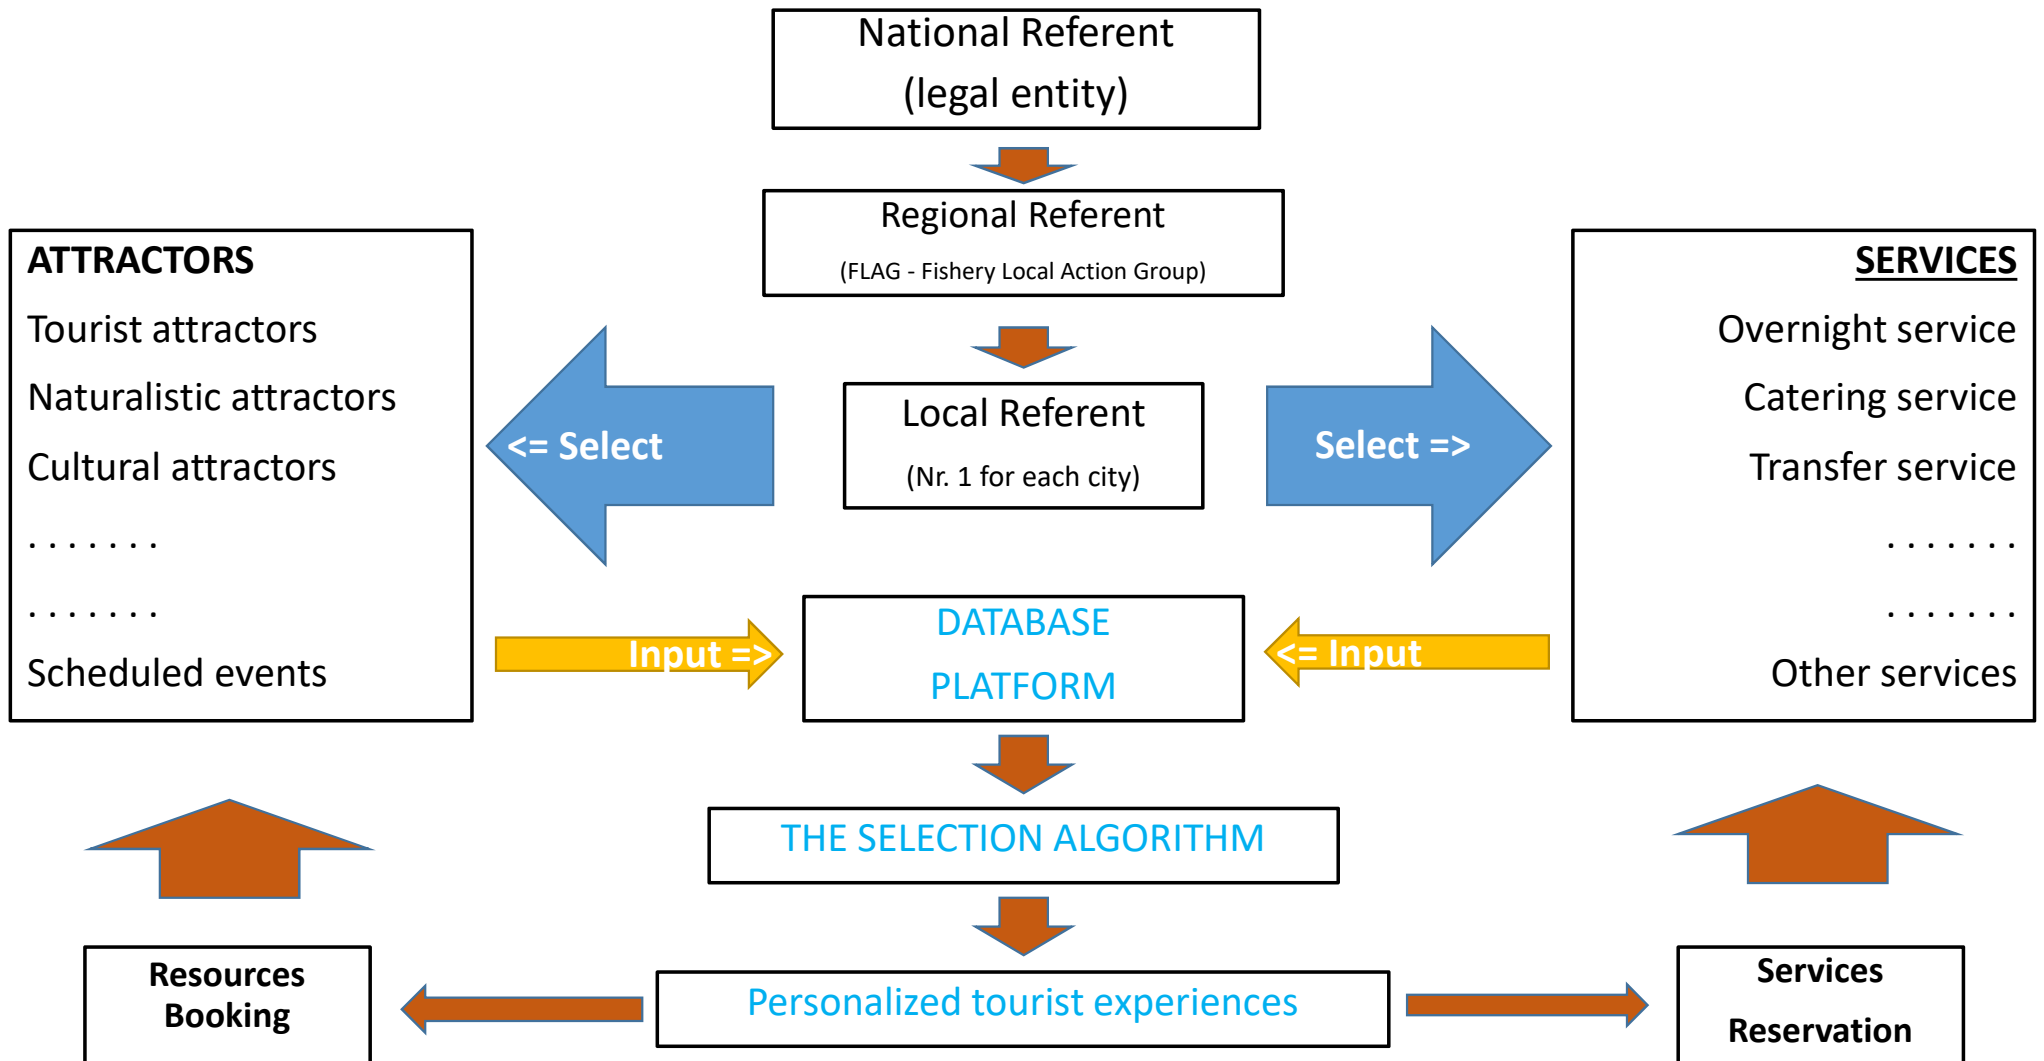 National Referent
(legal entity)
Regional Referent
(FLAG - Fishery Local Action Group)
ATTRACTORS
Tourist attractors
Naturalistic attractors
Cultural attractors
. . . . . . .
. . . . . . .
Scheduled events
<= Select
Local Referent
(Nr. 1 for each city)
Select =>
SERVICES
Overnight service
Catering service
Transfer service
. . . . . . .
. . . . . . .
Other services
Input =>
DATABASE
PLATFORM
<= Input
THE SELECTION ALGORITHM
Resources
Booking
Personalized tourist experiences
Services
Reservation